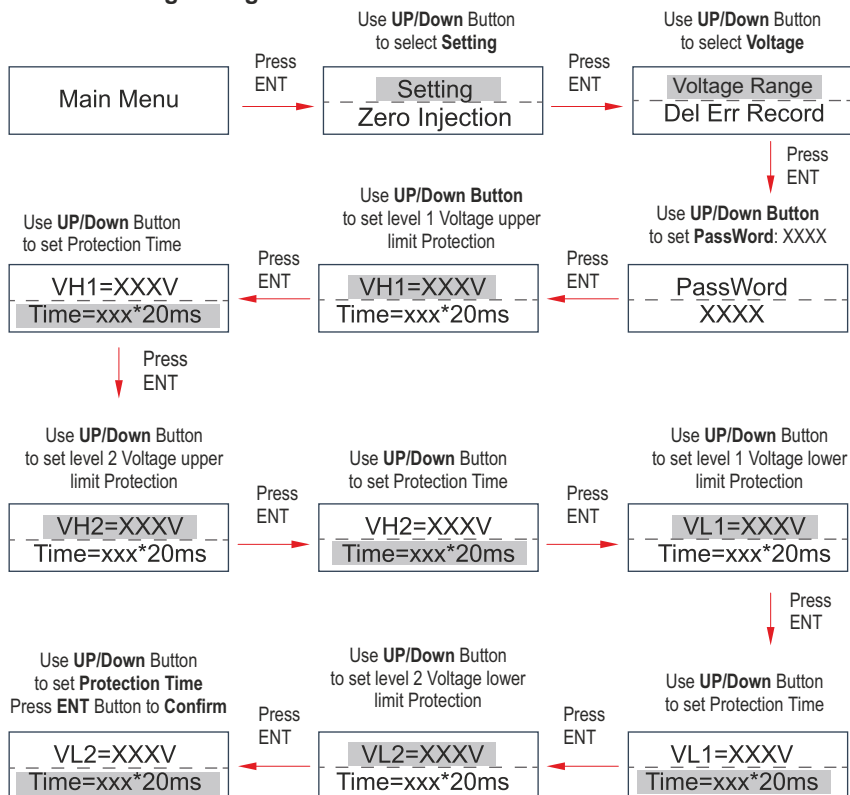 Use UP/Down Button
to select Setting
Use UP/Down Button
to select Voltage
Main Menu
Press
ENT
Setting
Zero Injection
Press
ENT
Voltage Range
Del Err Record
Press
ENT
Use UP/Down Button
to set PassWord: XXXX
PassWord
XXXX
Press
ENT
Use UP/Down Button
to set level 1 Voltage upper
limit Protection
VH1=XXXV
Time=xxx*20ms
Press
ENT
Use UP/Down Button
to set Protection Time
VH1=XXXV
Time=xxx*20ms
Press
ENT
Use UP/Down Button
to set level 2 Voltage upper
limit Protection
VH2=XXXV
Time=xxx*20ms
Press
ENT
Use UP/Down Button
to set Protection Time
VH2=XXXV
Time=xxx*20ms
Press
ENT
Use UP/Down Button
to set level 1 Voltage lower
limit Protection
VL1=XXXV
Time=xxx*20ms
Press
ENT
Use UP/Down Button
to set Protection Time
VL1=XXXV
Time=xxx*20ms
Press
ENT
Use UP/Down Button
to set level 2 Voltage lower
limit Protection
VL2=XXXV
Time=xxx*20ms
Press
ENT
Use UP/Down Button
to set Protection Time
Press ENT Button to Confirm
VL2=XXXV
Time=xxx*20ms